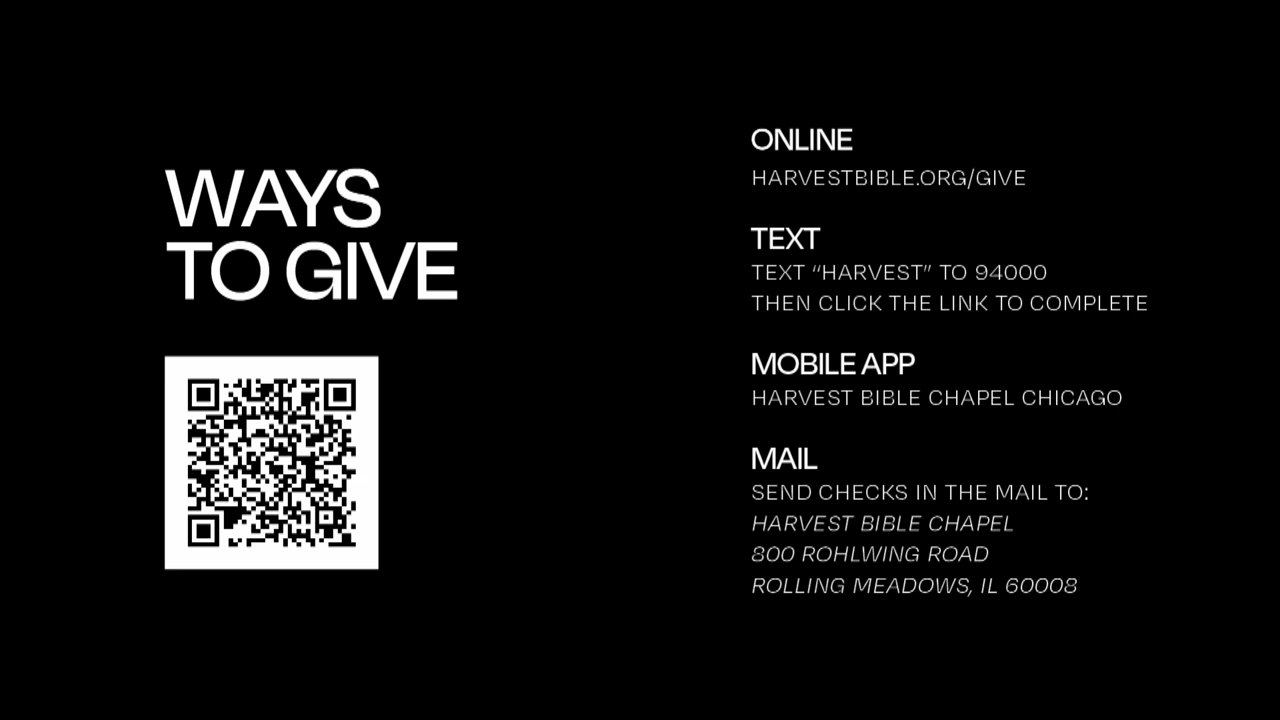 WAYS
TO GIVE
ONLINE
HARVESTBIBLE.ORG/GIVE
TEXT
TEXT “HARVEST” TO 94000
THEN CLICK THE LINK TO COMPLETE
MOBILE APP
HARVEST BIBLE CHAPEL CHICAGO
MAIL
SEND CHECKS IN THE MAIL TO:
HARVEST BIBLE CHAPEL
800 ROHLWING ROAD
ROLLING MEADOWS, IL 60008